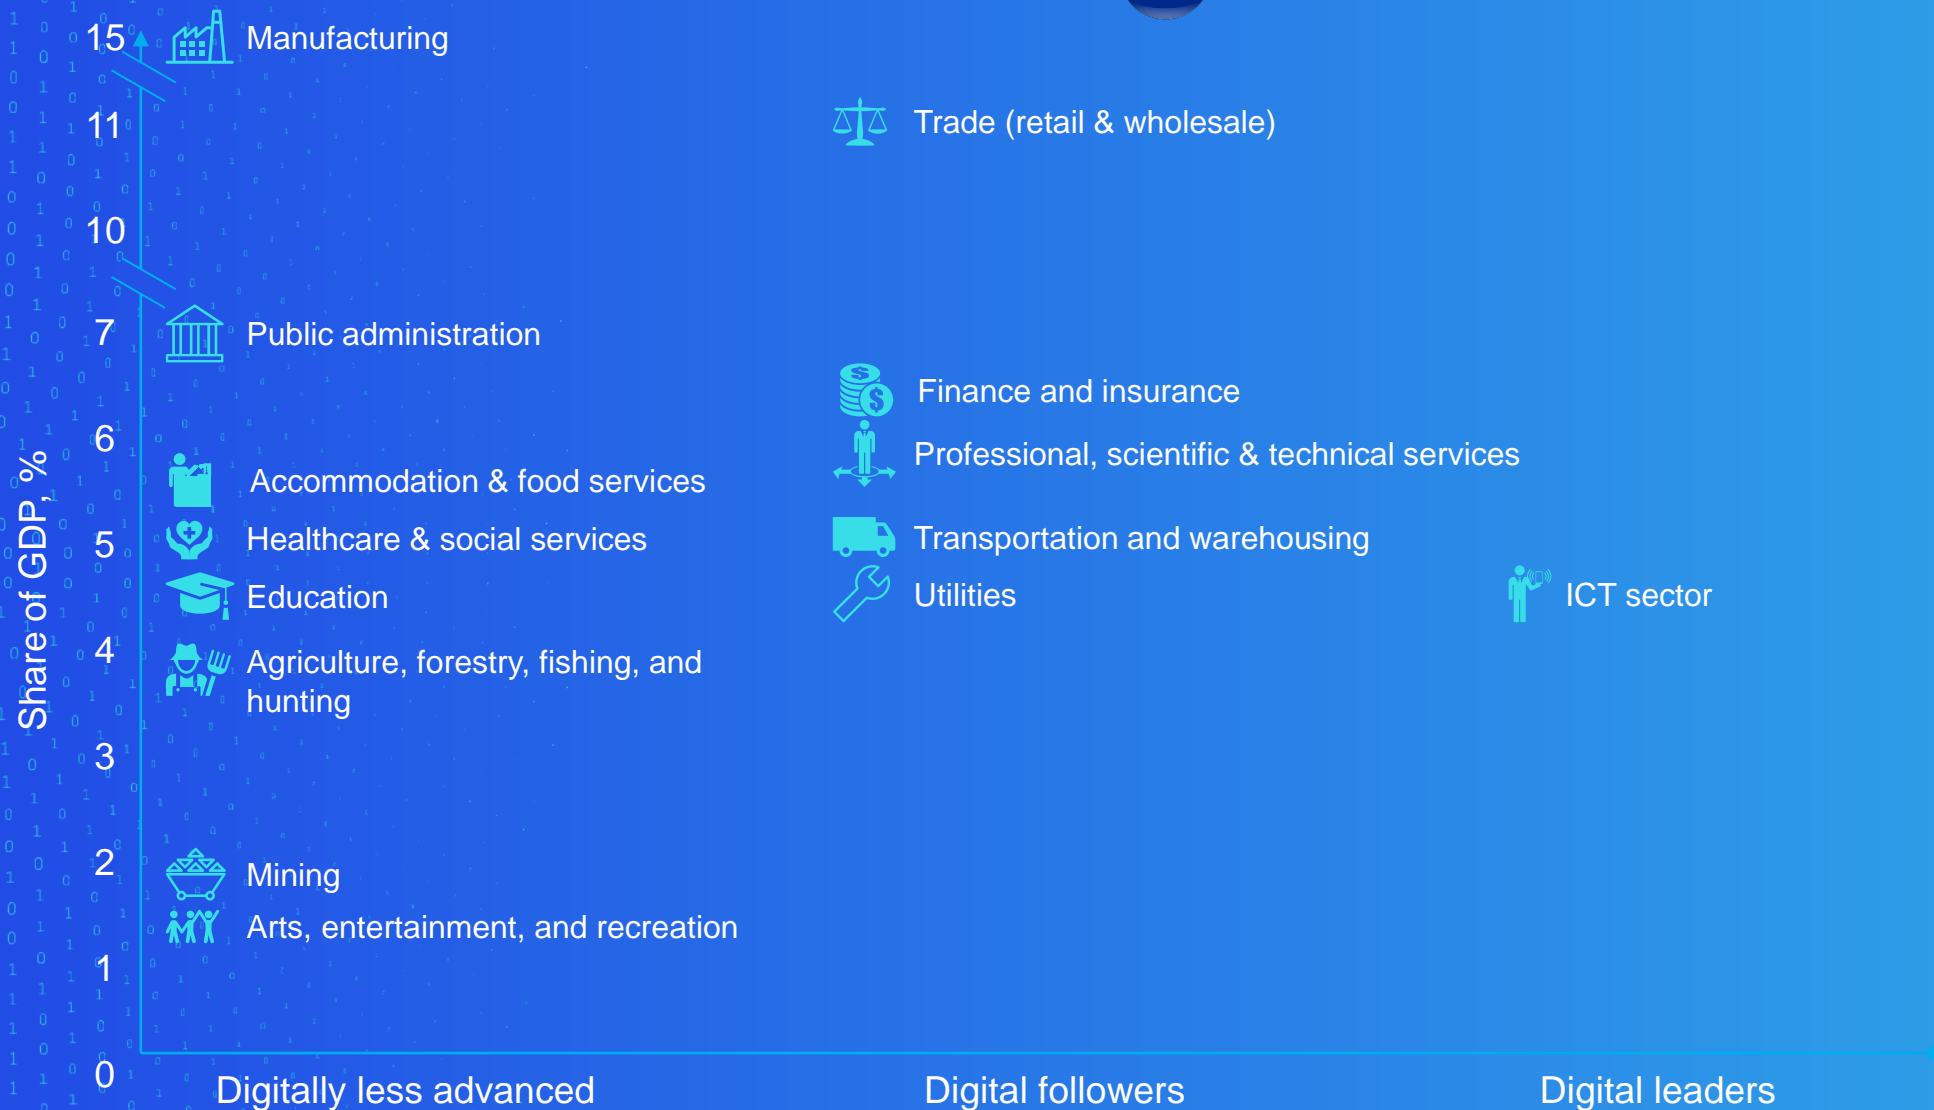 15
Manufacturing
11
Trade (retail & wholesale)
10
7
Public administration
Finance and insurance
6
Professional, scientific & technical services
Accommodation & food services
5
Healthcare & social services
Transportation and warehousing
Education
Utilities
ICT sector
4
Agriculture, forestry, fishing, and
hunting
3
2
Mining
Arts, entertainment, and recreation
1
0
Share of GDP, %
Digitally less advanced
Digital followers
Digital leaders